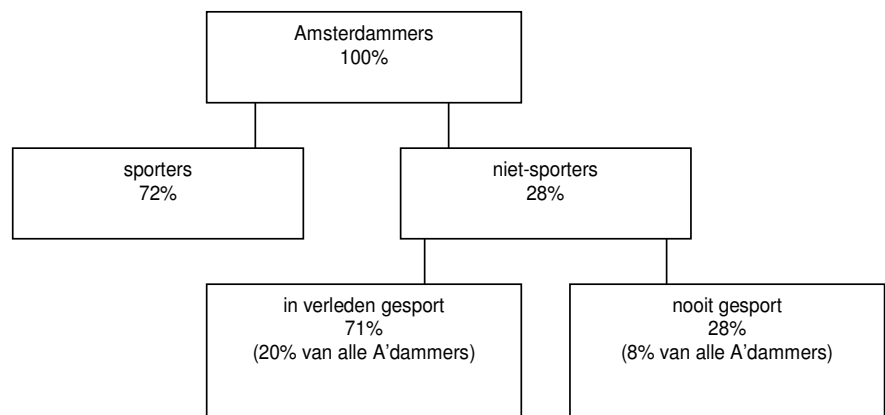 Amsterdammers
100%
sporters
72%
niet-sporters
28%
in verleden gesport
71%
(20% van alle A'dammers)
nooit gesport
28%
(8% van alle A'dammers)